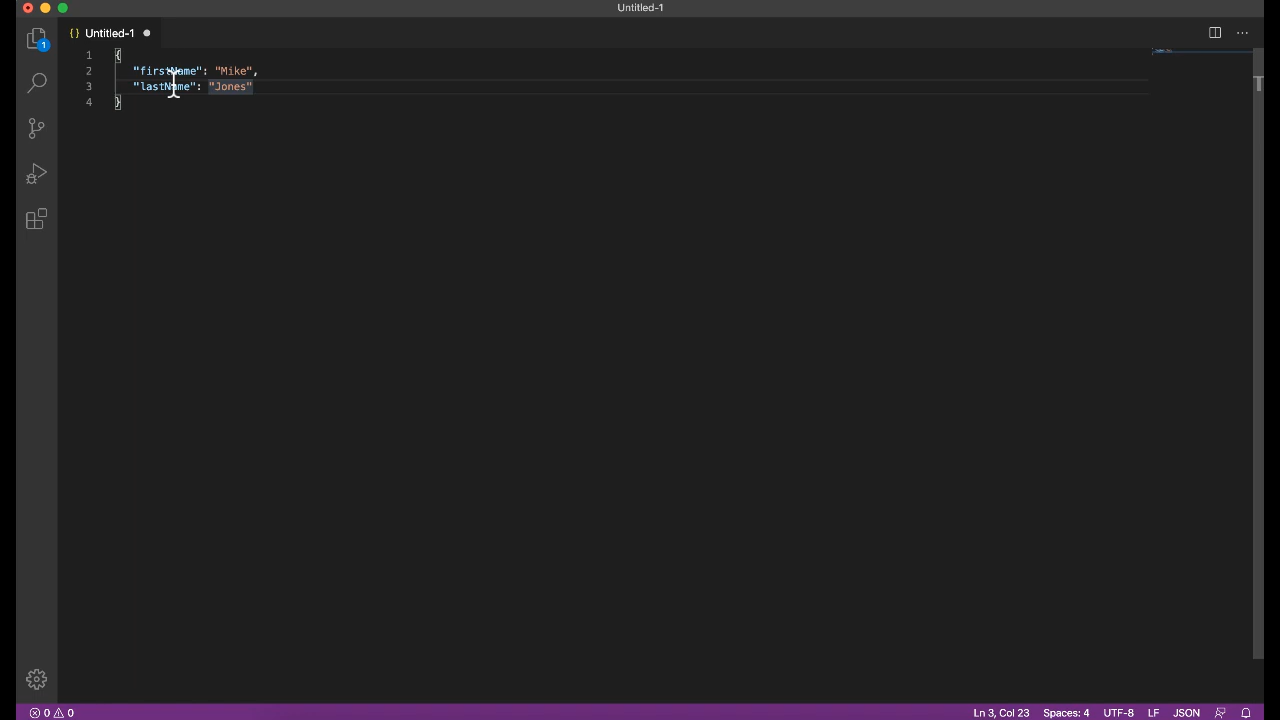 Untitled-1
{} Untitled-1
1
1 {
2 "firstName": "Mike",
3 "lastName": "Jones"
4 }
0 0 Ln 3, Col 23 Spaces: 4 UTF-8 LF JSON